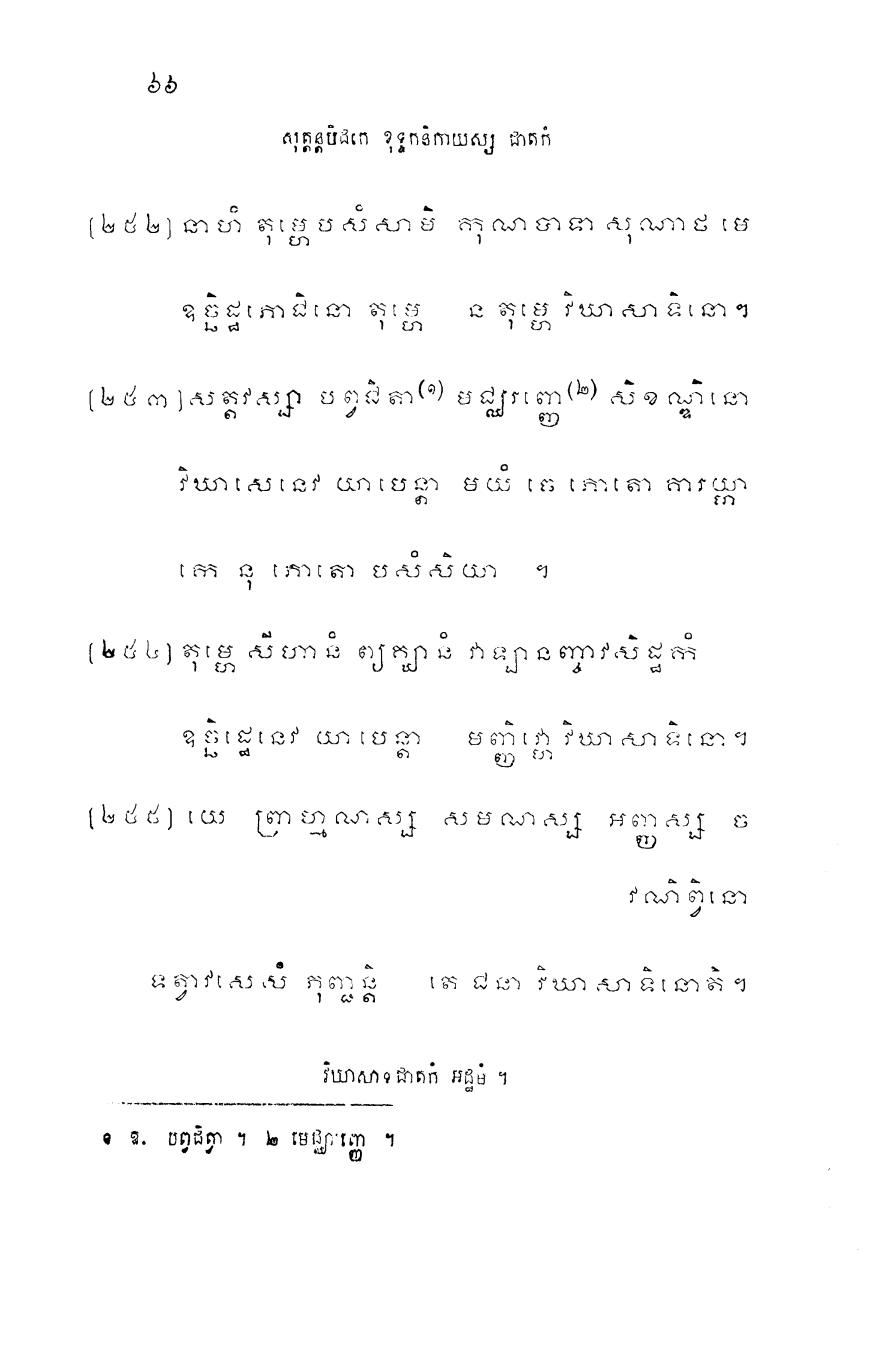 ៦៦
សុត្តន្តបិដកេ ខុទ្ទកនិកាយស្ស ជាតកំ
[២៥២] នាហំ តុម្ហេ បសំសាមិ កុណបាទា សុណាថ មេ
ឧច្ឆិដ្ឋភោជិនោ តុម្ហេ ន តុម្ហេ វិឃាសាទិនោ។
[២៥៣] សត្តវស្សា បព្វជិតា(១) មជ្ឈរញ្ញេ(២) សិខណ្ឌិនោ
វិឃាសេនេវ យាបេន្តា មយំ ចេ ភោតោ គារយ្ហា
កេ នុ ភោតោ បសំសិយា ។
[២៥៤] តុម្ហេ សីហានំ ព្យគ្ឃានំ វាឡានញ្ចាវសិដ្ឋកំ
ឧច្ឆិដ្ឋេនេវ យាបេន្តា មញ្ញិវ្ហោ វិឃាសាទិនោ។
[២៥៥] យេ ព្រាហ្មណស្ស សមណស្ស អញ្ញស្ស ច
វណិព្វិនោ
ទត្វាវសេសំ ភុញ្ជន្តិ តេ ជនា វិឃាសាទិនោតិ។
វិឃាសាទជាតកំ អដ្ឋមំ ។
១ ឱ. បព្វជិត្វា ។ ២ មេជ្ឈារញ្ញេ ។